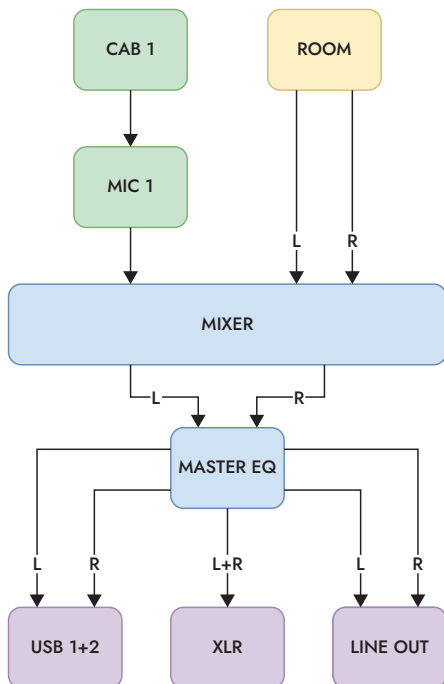 CAB 1
ROOM
MIC 1
L
R
MIXER
L
R
MASTER EQ
L
R
L+R
L
R
USB 1+2
XLR
LINE OUT